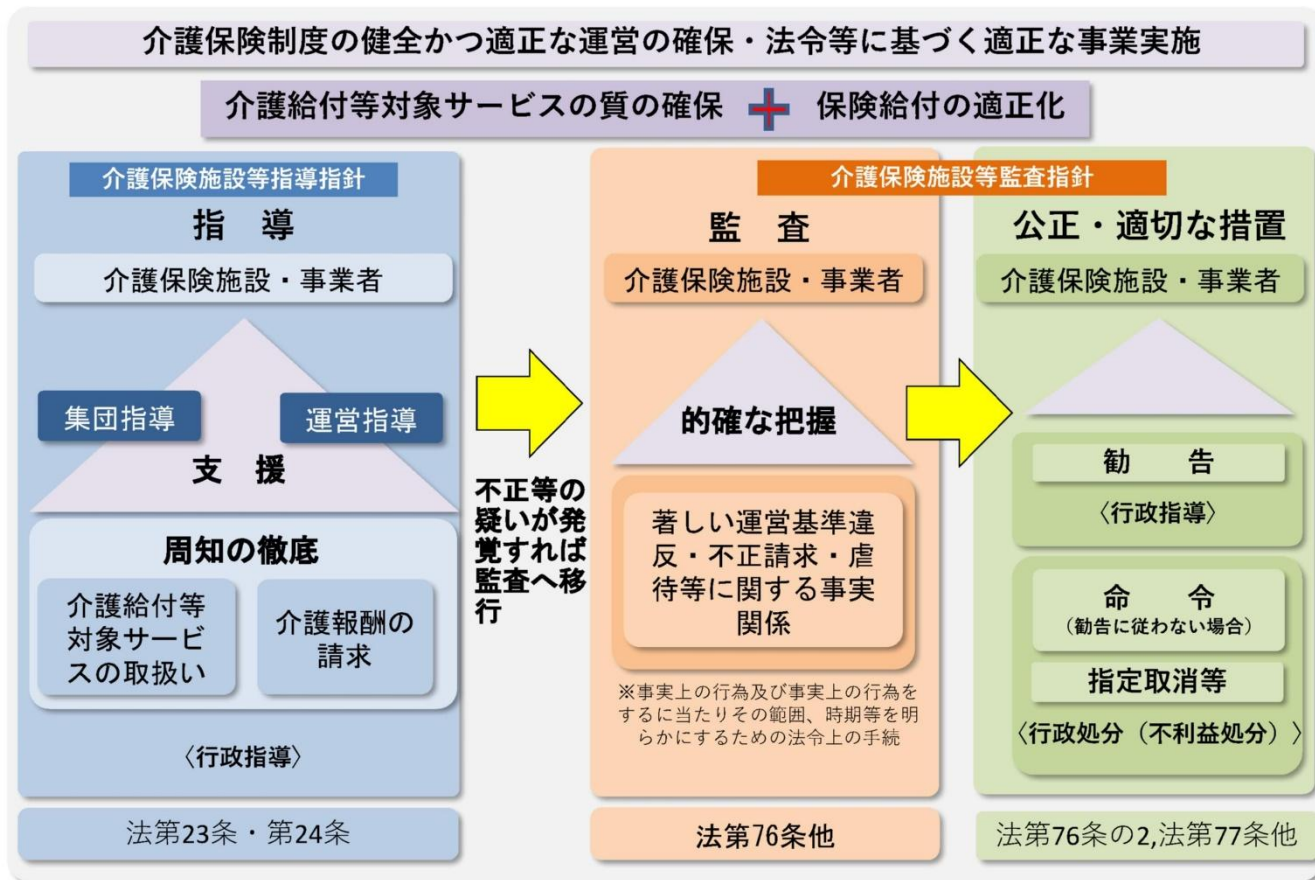 介護保険制度の健全かつ適正な運営の確保・法令等に基づく適正な事業実施
介護給付等対象サービスの質の確保 + 保険給付の適正化
介護保険施設等指導指針
指　導
介護保険施設・事業者
集団指導
運営指導
支　援
周知の徹底
介護給付等
対象サービ
スの取扱い
介護報酬の
請求
〈行政指導〉
法第23条・第24条
不正等の
疑いが発
覚すれば
監査へ移
行
介護保険施設等監査指針
監　査
介護保険施設・事業者
的確な把握
著しい運営基準違
反・不正請求・虐
待等に関する事実
関係
※事実上の行為及び事実上の行為を
するに当たりその範囲、時期等を明
らかにするための法令上の手続
法第76条他
公正・適切な措置
介護保険施設・事業者
勧　　告
〈行政指導〉
命　　令
（勧告に従わない場合）
指定取消等
〈行政処分（不利益処分）〉
法第76条の2,法第77条他